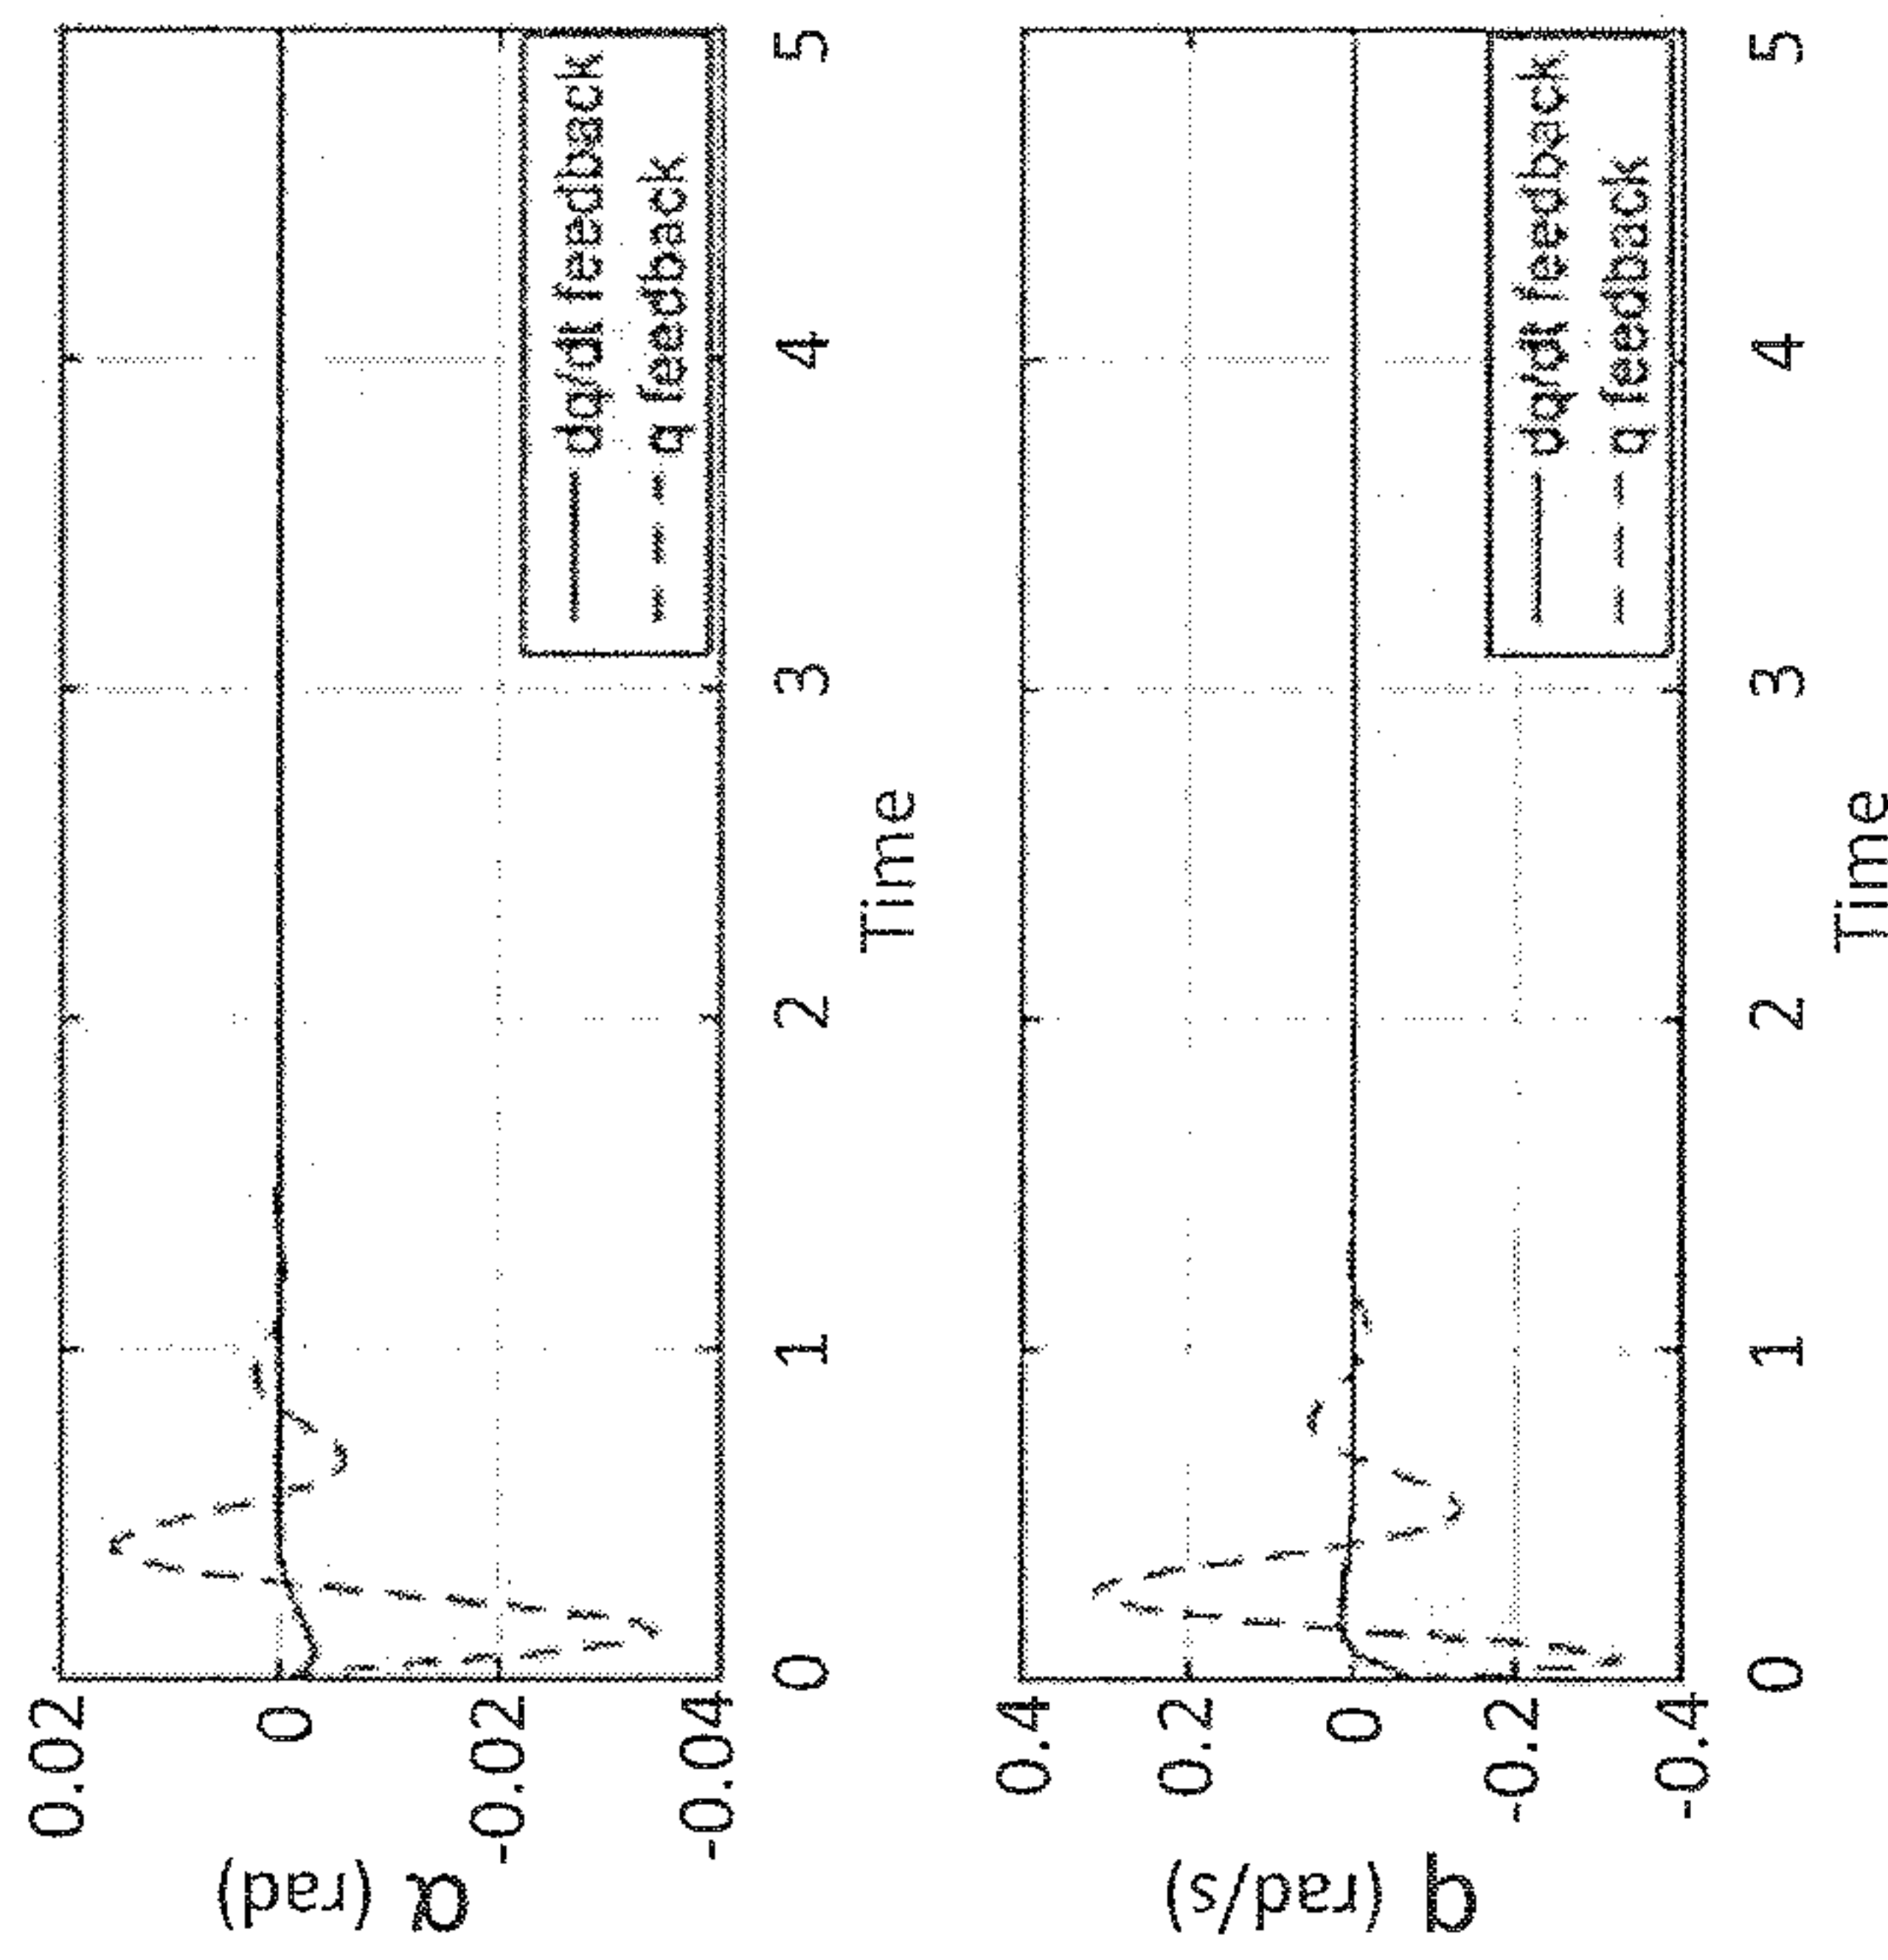 α (rad)
0.02
0
-0.02
-0.04
0
1
2
3
4
5
Time
dq/dt feedback
q feedback
q (rad/s)
0.4
0.2
0
-0.2
-0.4
0
1
2
3
4
5
Time
dq/dt feedback
q feedback